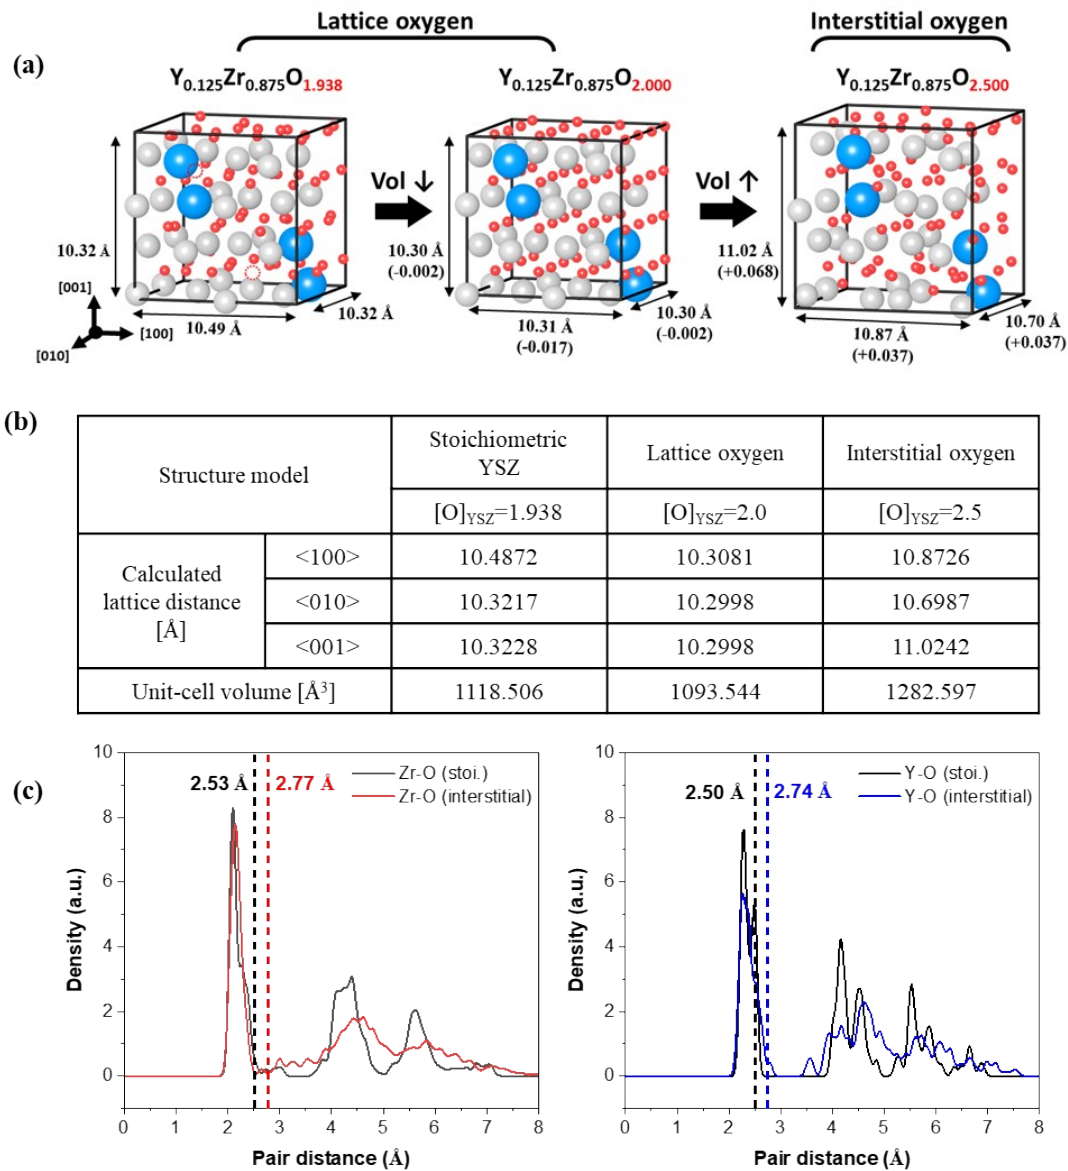 Lattice oxygen
Interstitial oxygen
(a)
Y0.125Zr0.875O1.938
Y0.125Zr0.875O2.000
Y0.125Zr0.875O2.500
Vol ↓
Vol ↑
10.32 Å
[001]
[100]
[010]
10.49 Å
10.32 Å
10.30 Å
(-0.002)
10.31 Å
(-0.017)
10.30 Å
(-0.002)
11.02 Å
(+0.068)
10.87 Å
(+0.037)
10.70 Å
(+0.037)
(b)
Structure model
Stoichiometric
YSZ
Lattice oxygen
Interstitial oxygen
[O]YSZ=1.938
[O]YSZ=2.0
[O]YSZ=2.5
Calculated
lattice distance
[Å]
<100>
10.4872
10.3081
10.8726
<010>
10.3217
10.2998
10.6987
<001>
10.3228
10.2998
11.0242
Unit-cell volume [Å3]
1118.506
1093.544
1282.597
(c)
10
8
6
4
2
0
Density (a.u.)
2.53 Å
2.77 Å
Zr-O (stoi.)
Zr-O (interstitial)
0 1 2 3 4 5 6 7 8
Pair distance (Å)
10
8
6
4
2
0
Density (a.u.)
2.50 Å
2.74 Å
Y-O (stoi.)
Y-O (interstitial)
0 1 2 3 4 5 6 7 8
Pair distance (Å)